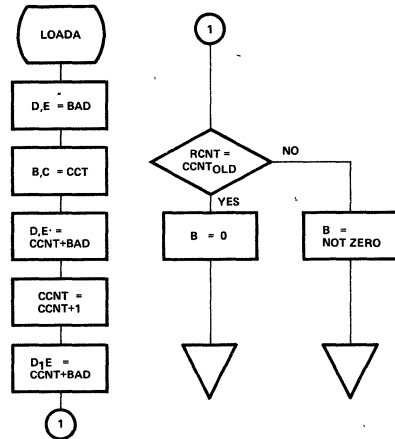 LOADA
D,E = BAD
B,C = CCT
D,E =
CCNT+BAD
CCNT =
CCNT+1
D1E =
CCNT+BAD
1
1
RCNT =
CCNTOLD
NO
YES
B = 0
B =
NOT ZERO